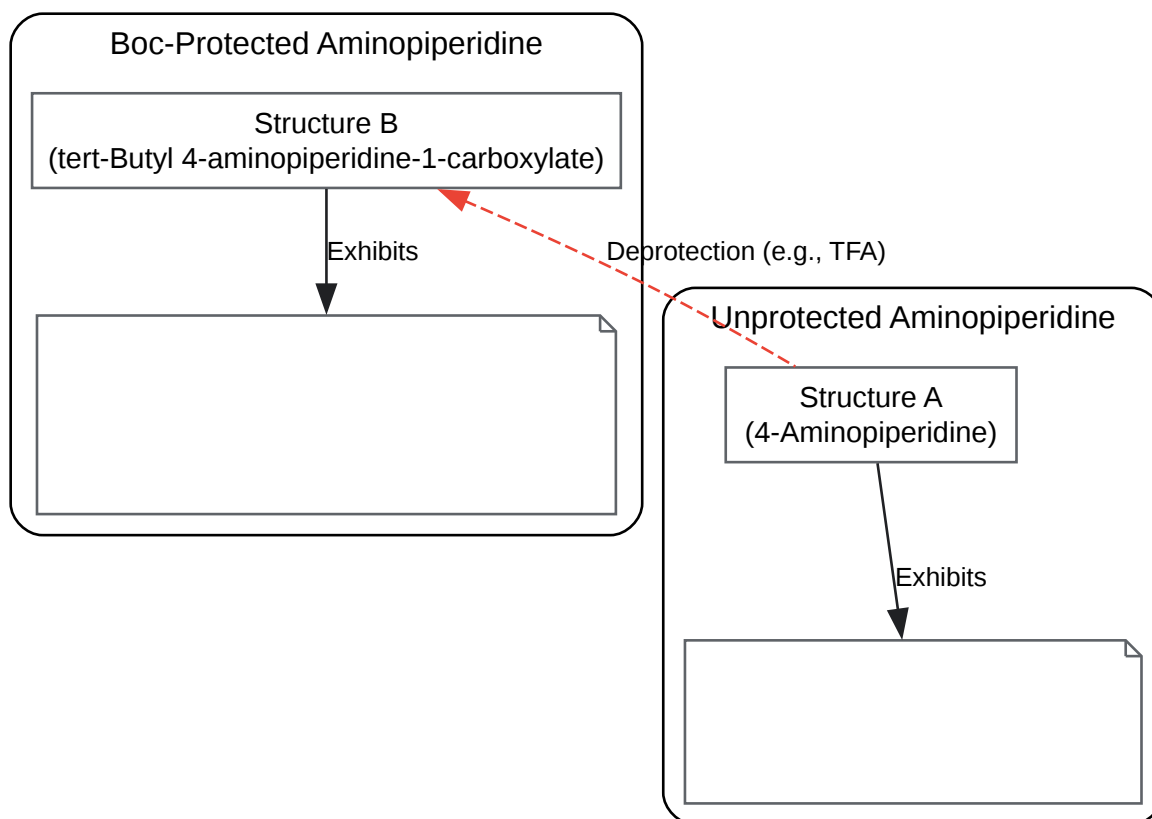 Boc-Protected Aminopiperidine
Structure B
(tert-Butyl 4-aminopiperidine-1-carboxylate)
Exhibits
Deprotection (e.g., TFA)
Unprotected Aminopiperidine
Structure A
(4-Aminopiperidine)
Exhibits